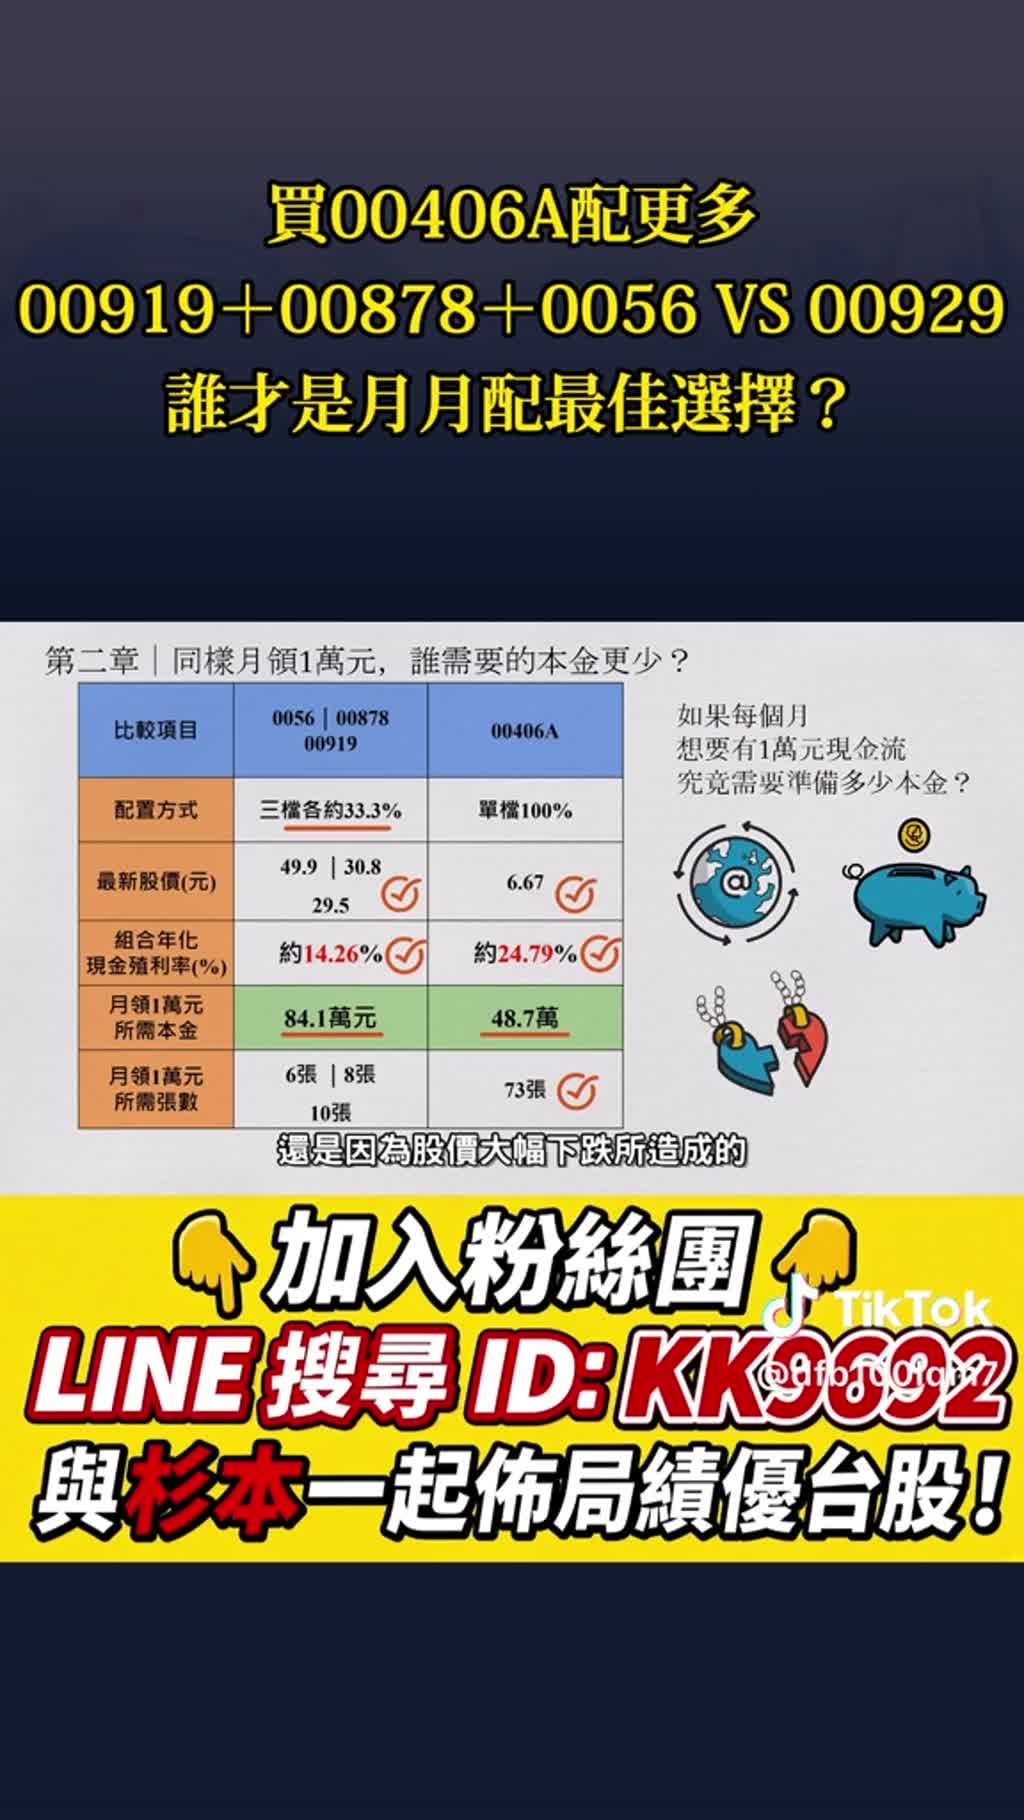 買00406A配更多
00919＋00878＋0056 VS 00929
誰才是月月配最佳選擇？
第二章｜同樣月領1萬元，誰需要的本金更少？
比較項目
0056｜00878
00919
00406A
配置方式
三檔各約33.3%
單檔100%
最新股價(元)
49.9 ｜30.8
29.5
6.67
組合年化
現金殖利率(%)
約14.26%
約24.79%
月領1萬元
所需本金
84.1萬元
48.7萬
月領1萬元
所需張數
6張 ｜8張
10張
73張
如果每個月
想要有1萬元現金流
究竟需要準備多少本金？
@
還是因為股價大幅下跌所造成的
加入粉絲團
TikTok
LINE 搜尋 ID: KK9692
與杉本一起佈局績優台股！